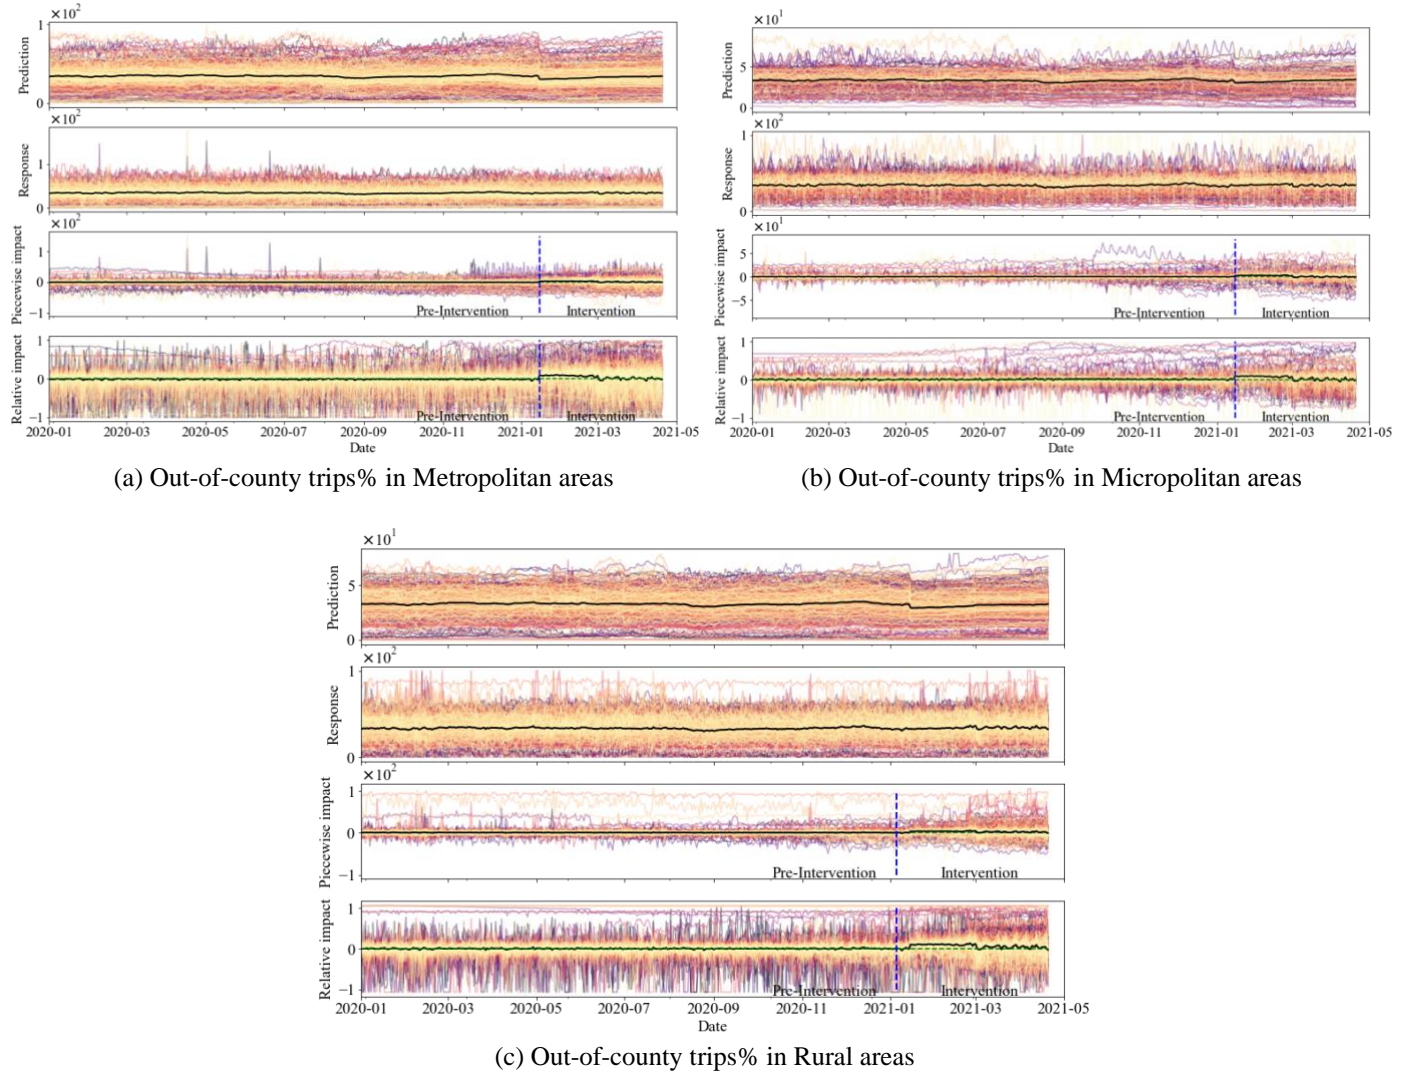 ×10²
Prediction
1
0
×10²
Response
1
0
×10²
Piecewise impact
1
0
−1
Pre-Intervention Intervention
Relative impact
1
0
−1
Pre-Intervention Intervention
2020-01 2020-03 2020-05 2020-07 2020-09 2020-11 2021-01 2021-03 2021-05
Date
(a) Out-of-county trips% in Metropolitan areas
×10¹
Prediction
5
0
×10²
Response
1
0
×10¹
Piecewise impact
5
0
−5
Pre-Intervention Intervention
Relative impact
1
0
−1
Pre-Intervention Intervention
2020-01 2020-03 2020-05 2020-07 2020-09 2020-11 2021-01 2021-03 2021-05
Date
(b) Out-of-county trips% in Micropolitan areas
×10¹
Prediction
5
0
×10²
Response
1
0
×10²
Piecewise impact
1
0
−1
Pre-Intervention Intervention
Relative impact
1
0
−1
Pre-Intervention Intervention
2020-01 2020-03 2020-05 2020-07 2020-09 2020-11 2021-01 2021-03 2021-05
Date
(c) Out-of-county trips% in Rural areas